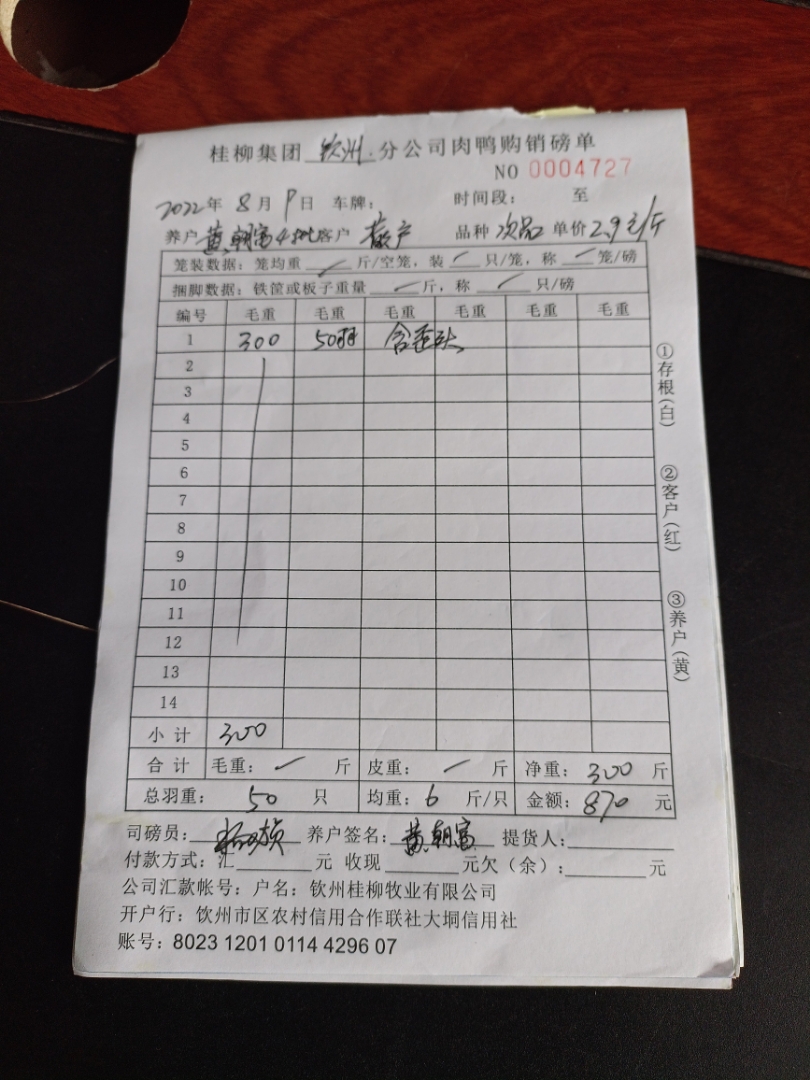 桂柳集团 钦州 分公司肉鸭购销磅单
NO 0004727
2022年 8月 9日 车牌： 时间段： 至
养户 黄朝富4批 客户 散户 品种 次品 单价 2.9元/斤
笼装数据：笼均重 / 斤/空笼，装 / 只/笼，称 / 笼/磅
捆脚数据：铁筐或板子重量 / 斤，称 / 只/磅
编号 毛重 毛重 毛重 毛重 毛重 毛重
1 300 50只 含歪头
2
3
4
5
6
7
8
9
10
11
12
13
14
小计 300
合计 毛重： / 斤 皮重： / 斤 净重：300 斤
总羽重： 50 只 均重：6 斤/只 金额：870 元
司磅员： 养户签名：黄朝富 提货人：
付款方式：汇 元 收现 元欠（余）： 元
公司汇款帐号：户名：钦州桂柳牧业有限公司
开户行：钦州市区农村信用合作联社大垌信用社
账号：8023 1201 0114 4296 07
①存根（白）
②客户（红）
③养户（黄）